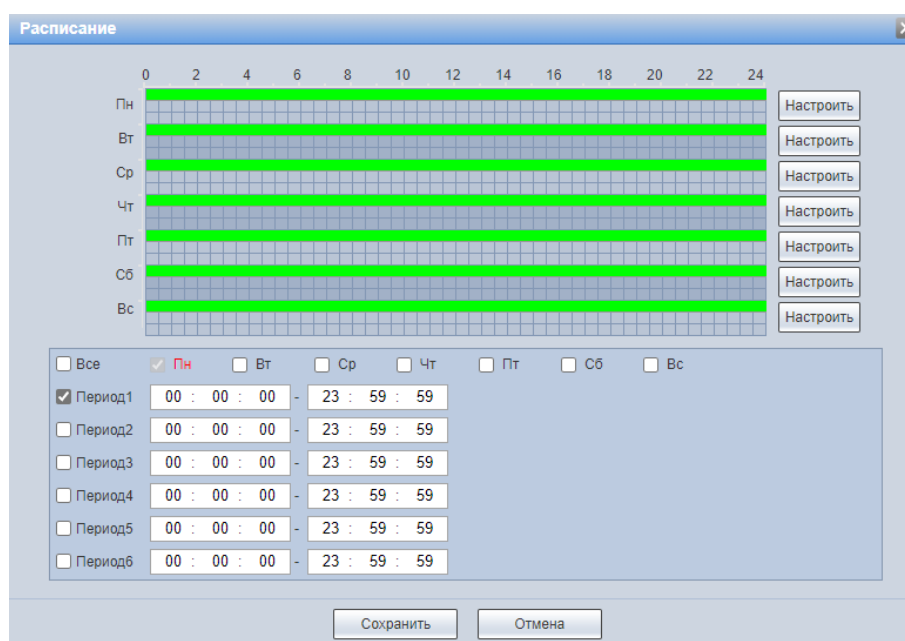 Расписание
0 2 4 6 8 10 12 14 16 18 20 22 24
Пн Настроить
Вт Настроить
Ср Настроить
Чт Настроить
Пт Настроить
Сб Настроить
Вс Настроить
Все Пн Вт Ср Чт Пт Сб Вс
Период1 00 : 00 : 00 - 23 : 59 : 59
Период2 00 : 00 : 00 - 23 : 59 : 59
Период3 00 : 00 : 00 - 23 : 59 : 59
Период4 00 : 00 : 00 - 23 : 59 : 59
Период5 00 : 00 : 00 - 23 : 59 : 59
Период6 00 : 00 : 00 - 23 : 59 : 59
Сохранить Отмена